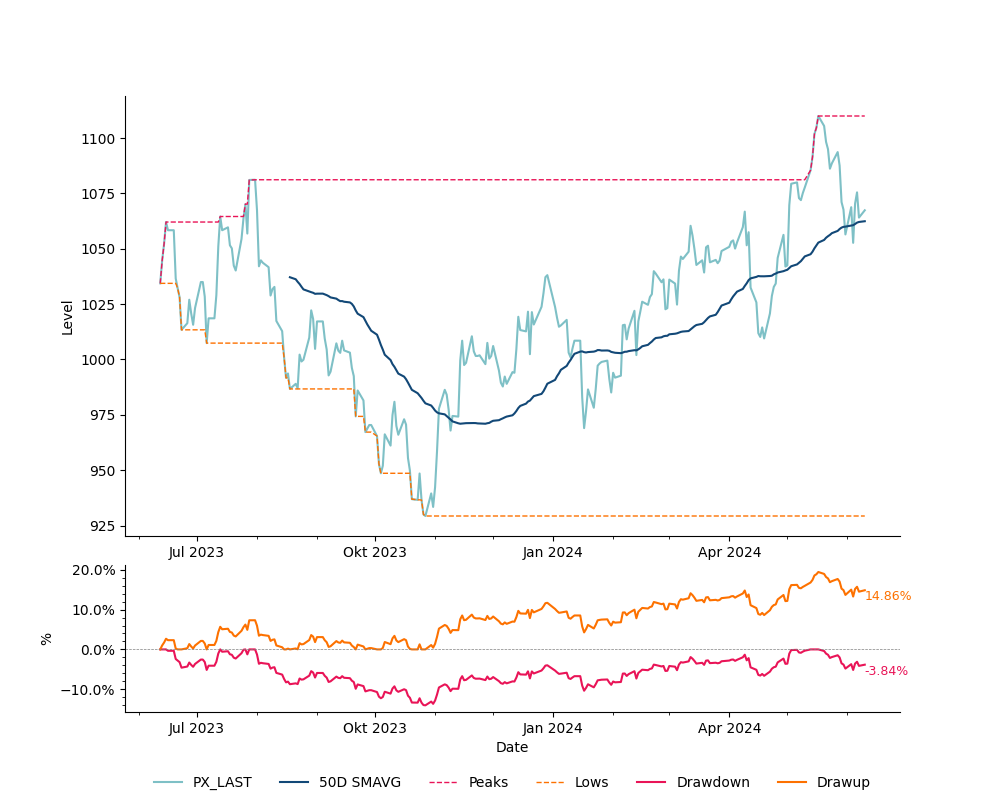 1100
1075
1050
1025
1000
975
950
925
Level
Jul 2023
Okt 2023
Jan 2024
Apr 2024
20.0%
10.0%
0.0%
−10.0%
%
14.86%
-3.84%
Jul 2023
Okt 2023
Jan 2024
Apr 2024
Date
PX_LAST
50D SMAVG
Peaks
Lows
Drawdown
Drawup